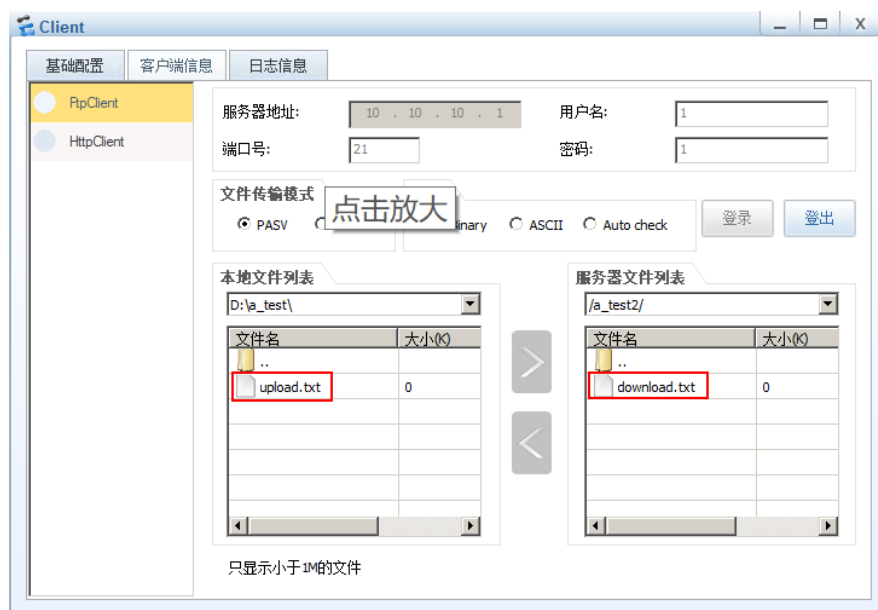 Client
基础配置 客户端信息 日志信息
FtpClient
HttpClient
服务器地址: 10 . 10 . 10 . 1 用户名: 1
端口号: 21 密码: 1
文件传输模式
点击放大
PASV ASCII Auto check 登录 登出
本地文件列表 服务器文件列表
D:\a_test\ /a_test2/
文件名 大小(K) 文件名 大小(K)
.. ..
upload.txt 0 download.txt 0
只显示小于1M的文件